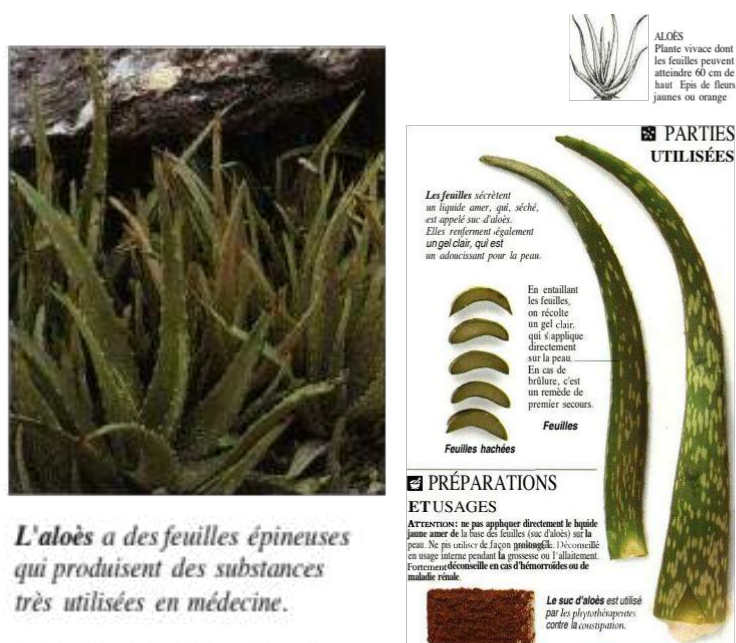 L'aloès a des feuilles épineuses
qui produisent des substances
très utilisées en médecine.
ALOÈS
Plante vivace dont
les feuilles peuvent
atteindre 60 cm de
haut Epis de fleurs
jaunes ou orange
PARTIES
UTILISÉES
Les feuilles sécrètent
un liquide amer, qui, séché,
est appelé suc d'aloès.
Elles renferment également
un gel clair, qui est
un adoucissant pour la peau.
En entaillant
les feuilles,
on récolte
un gel clair,
qui s'applique
directement
sur la peau.
En cas de
brûlure, c'est
un remède de
premier secours.
Feuilles
Feuilles hachées
PRÉPARATIONS
ET USAGES
ATTENTION: ne pas appliquer directement le hquide
jaune amer de la base des feuilles (suc d'aloès) sur la
peau. Ne pis utiliser de façon Déconseillé
en usage interne pendant la grossesse ou l'allaitement.
Fortement déconseille en cas d'hémorroïdes ou de
maladie rénale.
Le suc d'aloès est utilisé
par les phytothérapeutes
contre la constipation.